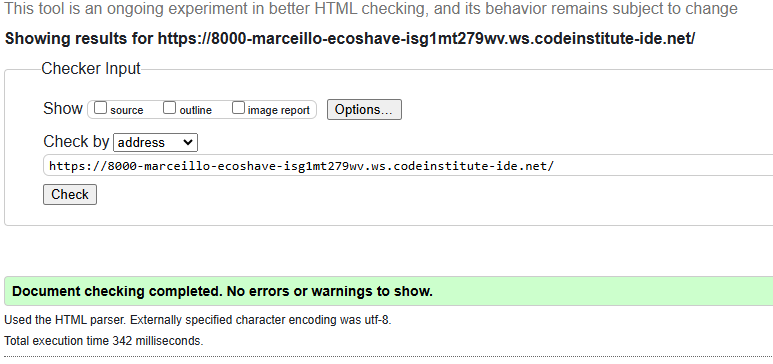 This tool is an ongoing experiment in better HTML checking, and its behavior remains subject to change
Showing results for https://8000-marceillo-ecoshave-isg1mt279wv.ws.codeinstitute-ide.net/
Checker Input
Show source outline image report Options...
Check by address
https://8000-marceillo-ecoshave-isg1mt279wv.ws.codeinstitute-ide.net/
Check
Document checking completed. No errors or warnings to show.
Used the HTML parser. Externally specified character encoding was utf-8.
Total execution time 342 milliseconds.